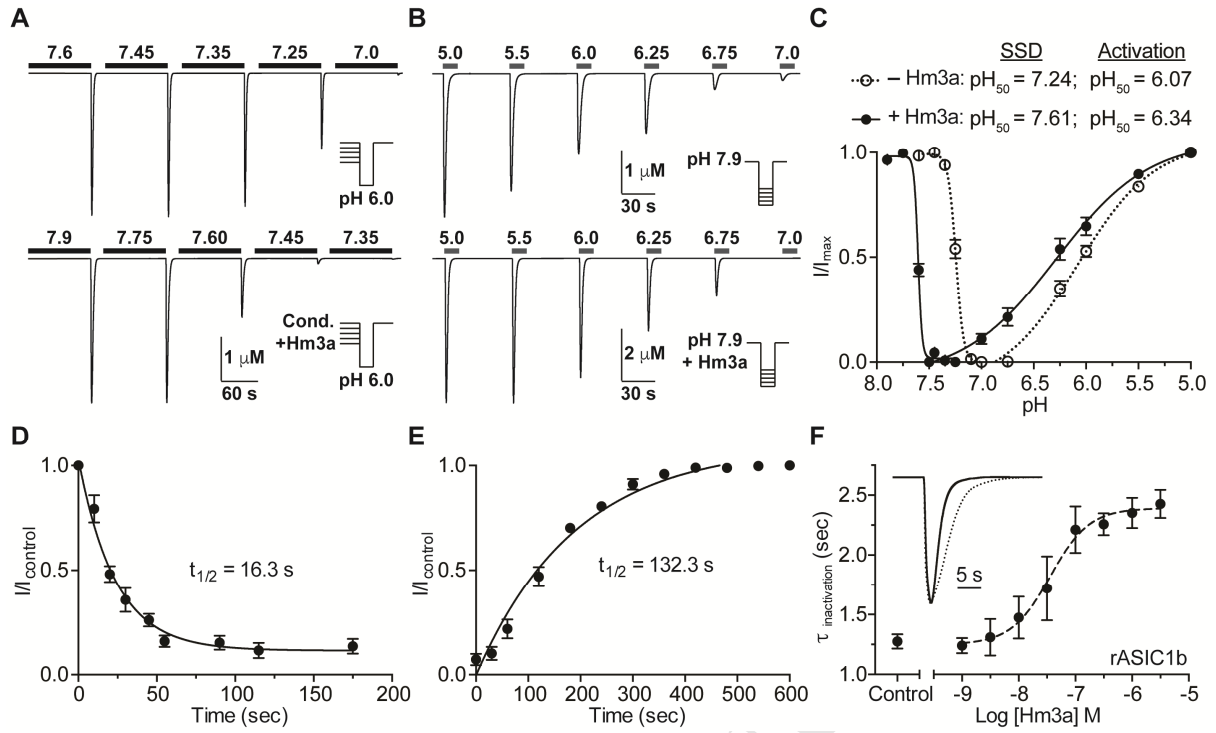 A
7.6 7.45 7.35 7.25 7.0
pH 6.0
7.9 7.75 7.60 7.45 7.35
Cond.
+Hm3a
1 μM
60 s
pH 6.0
B
5.0 5.5 6.0 6.25 6.75 7.0
1 μM
30 s
pH 7.9
5.0 5.5 6.0 6.25 6.75 7.0
2 μM
30 s
pH 7.9
+ Hm3a
C
SSD Activation
− Hm3a: pH50 = 7.24; pH50 = 6.07
+ Hm3a: pH50 = 7.61; pH50 = 6.34
I/Imax
1.0
0.5
0.0
8.0 7.5 7.0 6.5 6.0 5.5 5.0
pH
D
I/Icontrol
1.0
0.5
0.0
t1/2 = 16.3 s
0 50 100 150 200
Time (sec)
E
I/Icontrol
1.0
0.5
0.0
t1/2 = 132.3 s
0 100 200 300 400 500 600
Time (sec)
F
τ inactivation (sec)
2.5
2.0
1.5
1.0
5 s
rASIC1b
Control -9 -8 -7 -6 -5
Log [Hm3a] M